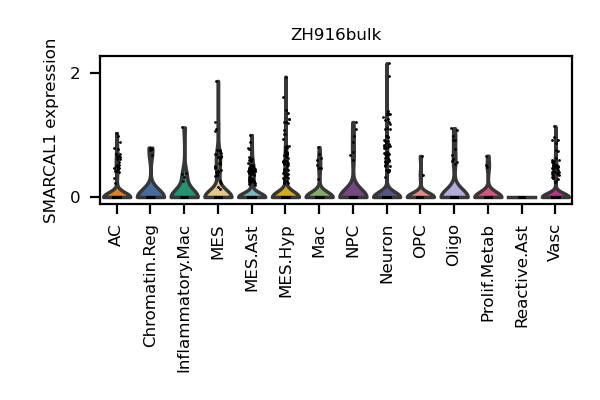 ZH916bulk
SMARCAL1 expression
2
0
AC
Chromatin.Reg
Inflammatory.Mac
MES
MES.Ast
MES.Hyp
Mac
NPC
Neuron
OPC
Oligo
Prolif.Metab
Reactive.Ast
Vasc